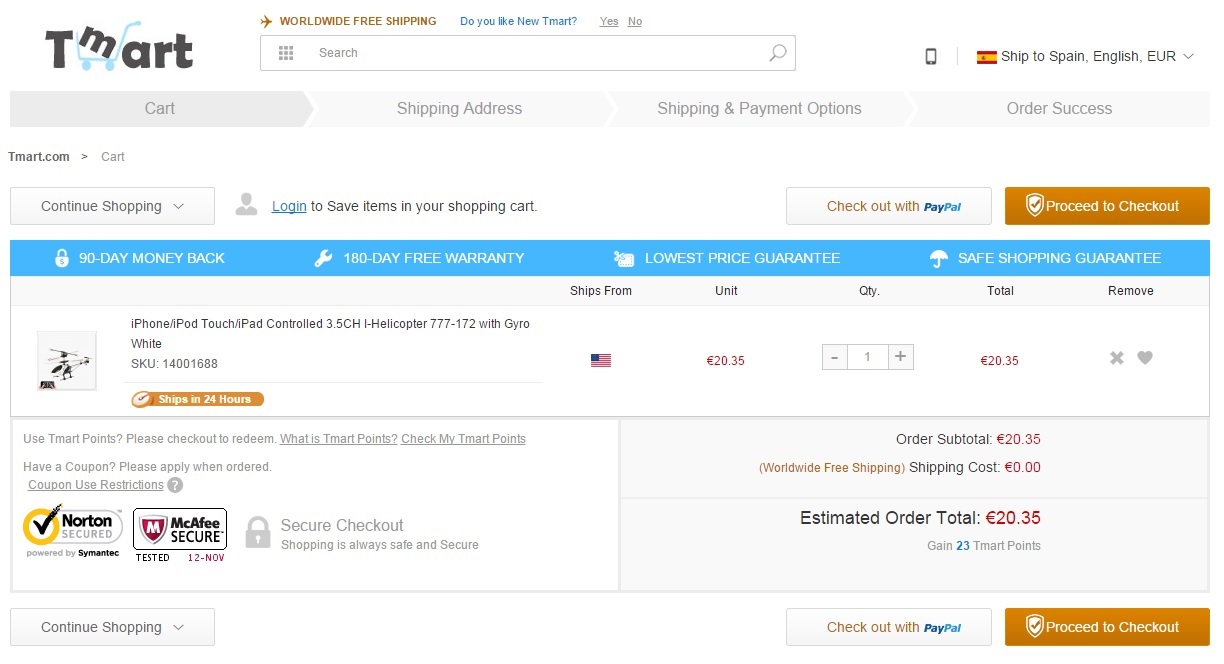 Tmart
WORLDWIDE FREE SHIPPING Do you like New Tmart? Yes No
Search
Ship to Spain, English, EUR
Cart Shipping Address Shipping & Payment Options Order Success
Tmart.com > Cart
Continue Shopping Login to Save items in your shopping cart. Check out with PayPal Proceed to Checkout
90-DAY MONEY BACK 180-DAY FREE WARRANTY LOWEST PRICE GUARANTEE SAFE SHOPPING GUARANTEE
Ships From Unit Qty. Total Remove
iPhone/iPod Touch/iPad Controlled 3.5CH I-Helicopter 777-172 with Gyro
White
SKU: 14001688
€20.35 - 1 + €20.35
Ships in 24 Hours
Use Tmart Points? Please checkout to redeem. What is Tmart Points? Check My Tmart Points
Have a Coupon? Please apply when ordered.
Coupon Use Restrictions ?
Norton
SECURED
powered by Symantec
McAfee
SECURE
TESTED 12-NOV
Secure Checkout
Shopping is always safe and Secure
Order Subtotal: €20.35
(Worldwide Free Shipping) Shipping Cost: €0.00
Estimated Order Total: €20.35
Gain 23 Tmart Points
Continue Shopping Check out with PayPal Proceed to Checkout